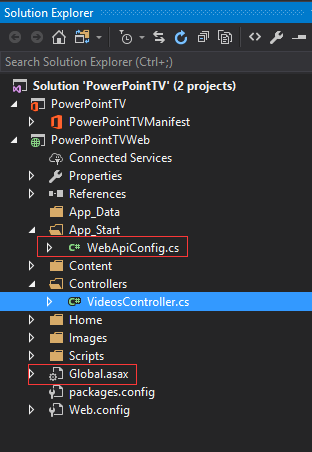 Solution Explorer
Search Solution Explorer (Ctrl+;)
Solution 'PowerPointTV' (2 projects)
PowerPointTV
PowerPointTVManifest
PowerPointTVWeb
Connected Services
Properties
References
App_Data
App_Start
C# WebApiConfig.cs
Content
Controllers
C# VideosController.cs
Home
Images
Scripts
Global.asax
packages.config
Web.config